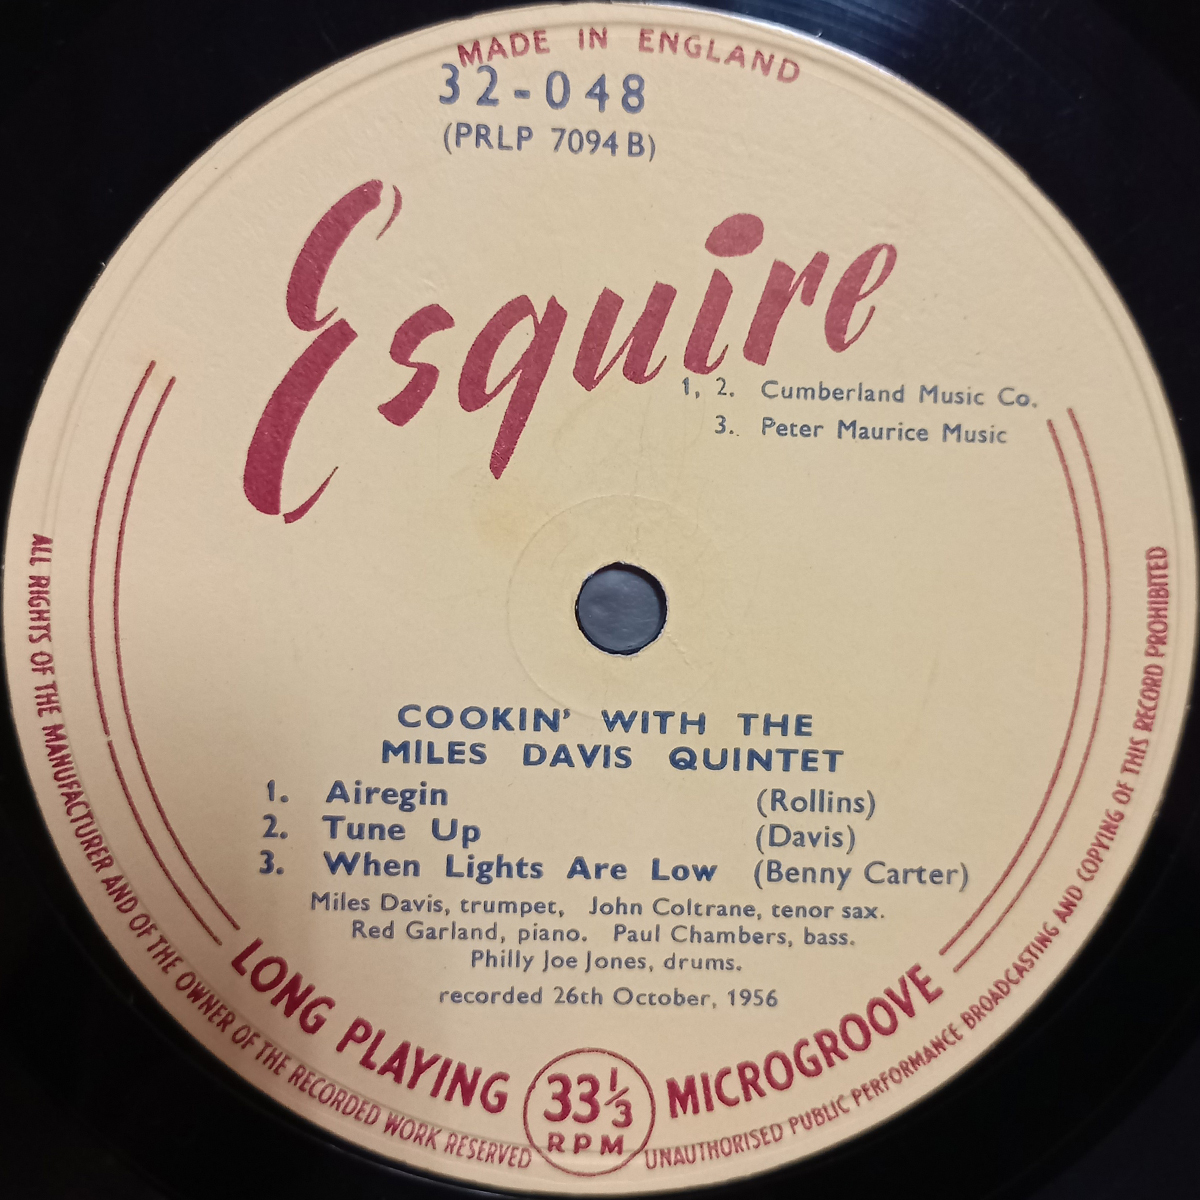 MADE IN ENGLAND
32-048
(PRLP 7094 B)
Esquire
1, 2. Cumberland Music Co.
3. Peter Maurice Music
COOKIN' WITH THE
MILES DAVIS QUINTET
1. Airegin (Rollins)
2. Tune Up (Davis)
3. When Lights Are Low (Benny Carter)
Miles Davis, trumpet, John Coltrane, tenor sax.
Red Garland, piano. Paul Chambers, bass.
Philly Joe Jones, drums.
recorded 26th October, 1956
LONG PLAYING 33⅓ RPM MICROGROOVE
ALL RIGHTS OF THE MANUFACTURER AND OF THE OWNER OF THE RECORDED WORK RESERVED
UNAUTHORISED PUBLIC PERFORMANCE BROADCASTING AND COPYING OF THIS RECORD PROHIBITED